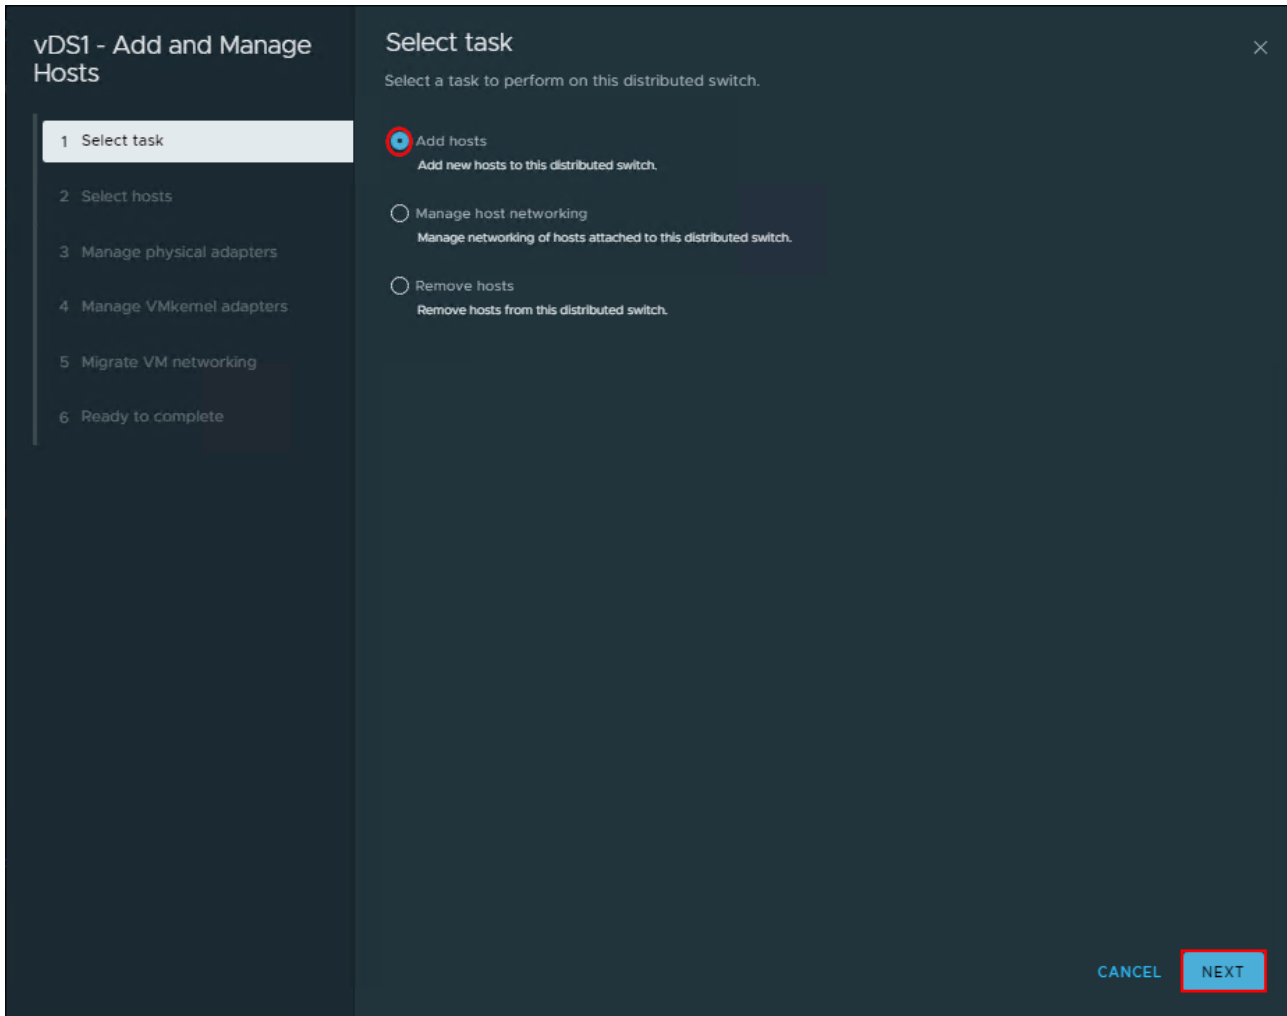 vDS1 - Add and Manage
Hosts
1 Select task
2 Select hosts
3 Manage physical adapters
4 Manage VMkernel adapters
5 Migrate VM networking
6 Ready to complete
Select task
Select a task to perform on this distributed switch.
Add hosts
Add new hosts to this distributed switch.
Manage host networking
Manage networking of hosts attached to this distributed switch.
Remove hosts
Remove hosts from this distributed switch.
CANCEL NEXT